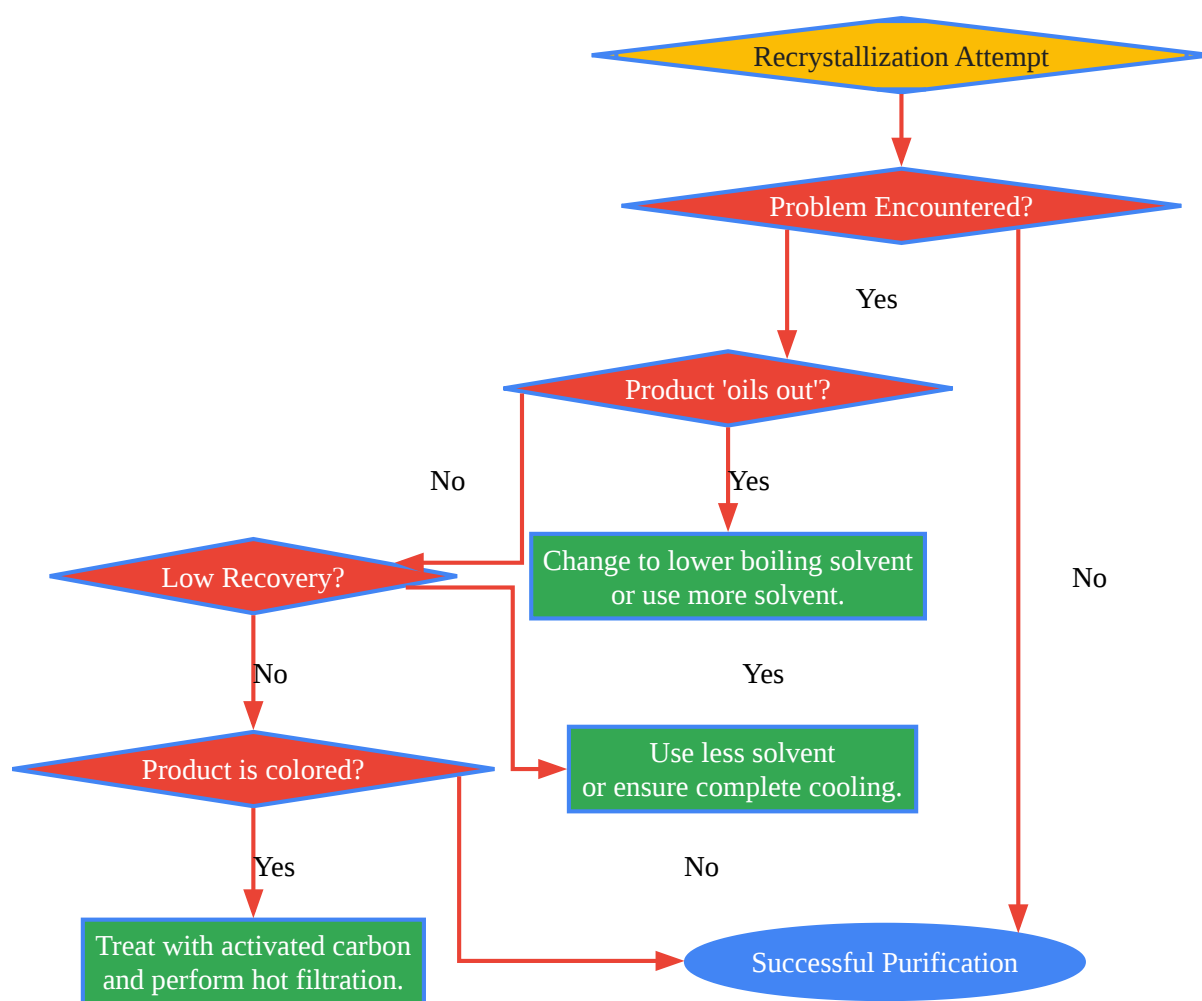 Recrystallization Attempt
Problem Encountered?
Yes
Product 'oils out'?
No
Yes
Change to lower boiling solvent
or use more solvent.
Low Recovery?
No
No
Yes
Use less solvent
or ensure complete cooling.
Product is colored?
Yes
No
Treat with activated carbon
and perform hot filtration.
Successful Purification